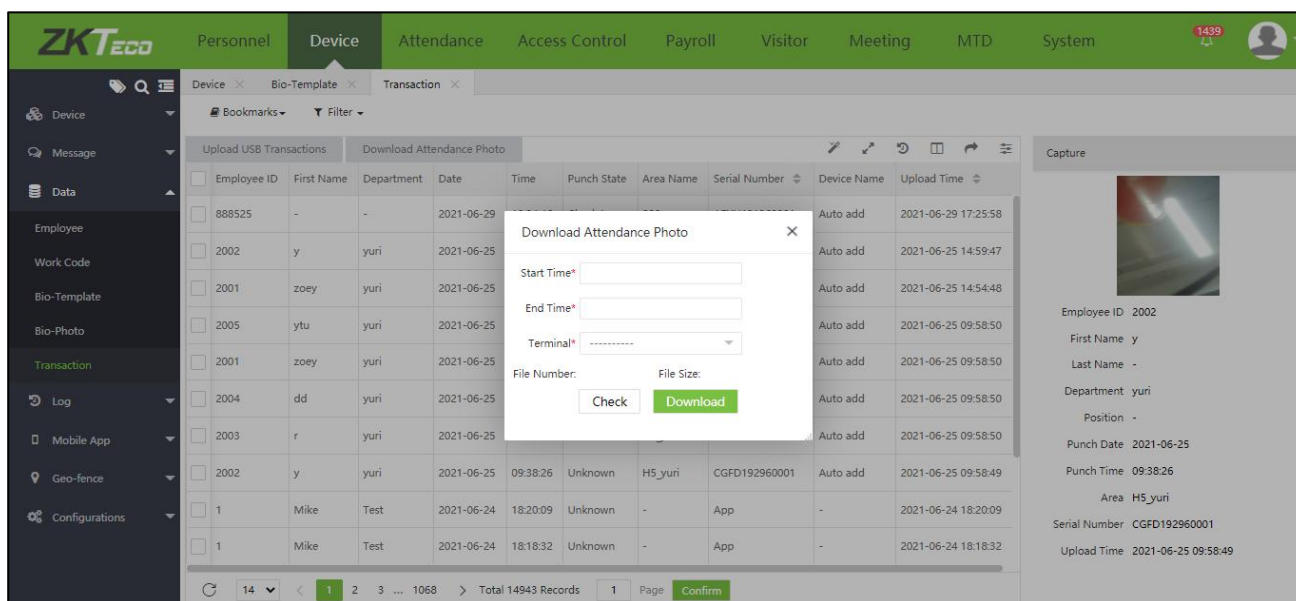 ZKTeco
Personnel Device Attendance Access Control Payroll Visitor Meeting MTD System 1439
Device Bio-Template Transaction
Bookmarks Filter
Device
Message
Data
Employee
Work Code
Bio-Template
Bio-Photo
Transaction
Log
Mobile App
Geo-fence
Configurations
Upload USB Transactions Download Attendance Photo
Employee ID First Name Department Date Time Punch State Area Name Serial Number Device Name Upload Time
888525 - - 2021-06-29 Auto add 2021-06-29 17:25:58
2002 y yuri 2021-06-25 Auto add 2021-06-25 14:59:47
2001 zoey yuri 2021-06-25 Auto add 2021-06-25 14:54:48
2005 ytu yuri 2021-06-25 Auto add 2021-06-25 09:58:50
2001 zoey yuri 2021-06-25 Auto add 2021-06-25 09:58:50
2004 dd yuri 2021-06-25 Auto add 2021-06-25 09:58:50
2003 r yuri 2021-06-25 Auto add 2021-06-25 09:58:50
2002 y yuri 2021-06-25 09:38:26 Unknown H5_yuri CGFD192960001 Auto add 2021-06-25 09:58:49
1 Mike Test 2021-06-24 18:20:09 Unknown - App - 2021-06-24 18:20:09
1 Mike Test 2021-06-24 18:18:32 Unknown - App - 2021-06-24 18:18:32
14 < 1 2 3 ... 1068 > Total 14943 Records 1 Page Confirm
Download Attendance Photo ×
Start Time*
End Time*
Terminal* ----------
File Number: File Size:
Check Download
Capture
Employee ID 2002
First Name y
Last Name -
Department yuri
Position -
Punch Date 2021-06-25
Punch Time 09:38:26
Area H5_yuri
Serial Number CGFD192960001
Upload Time 2021-06-25 09:58:49